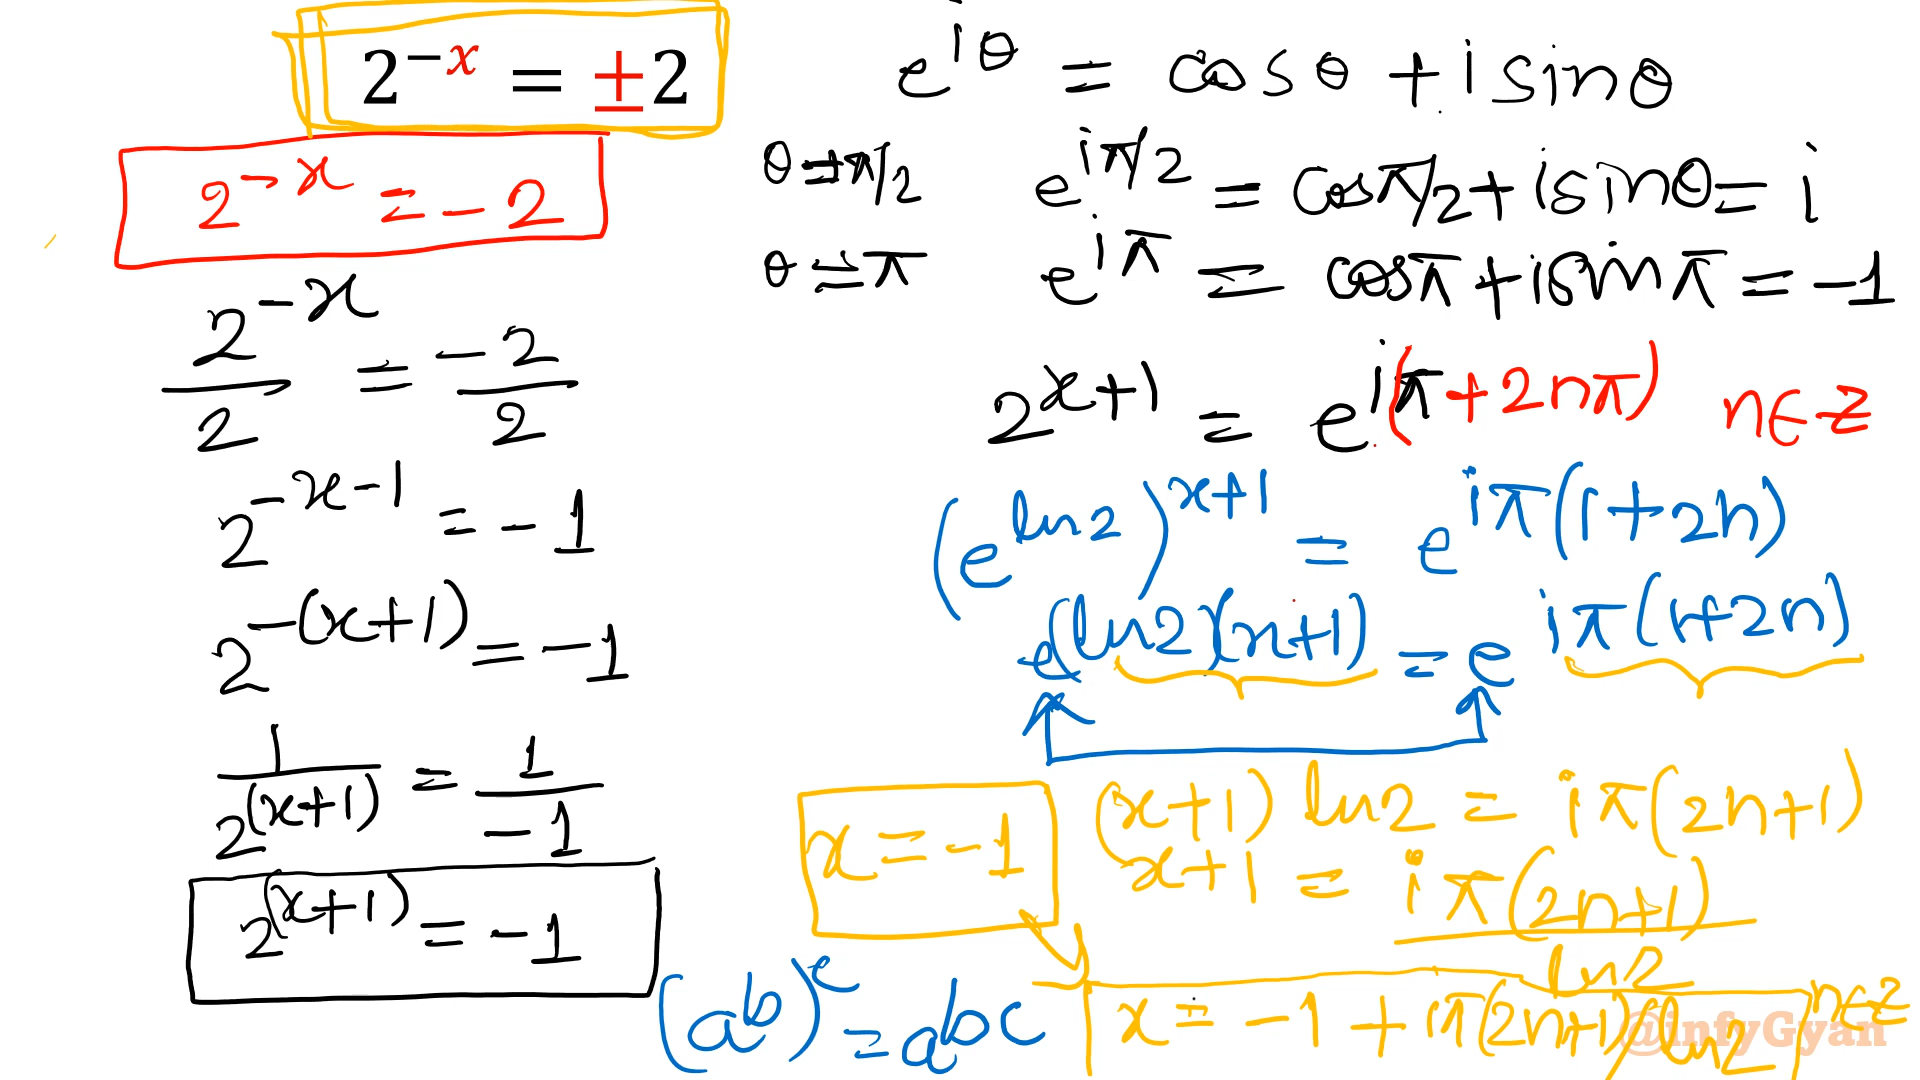 2^{-x} = ±2
2^{-x} = -2
2^{-x}/2 = -2/2
2^{-x-1} = -1
2^{-(x+1)} = -1
1/2^{(x+1)} = 1/-1
2^{(x+1)} = -1
e^{iθ} = cosθ + i sinθ
θ = π/2 e^{iπ/2} = cosπ/2 + i sinθ = i
θ = π e^{iπ} = cosπ + i sinπ = -1
2^{x+1} = e^{i(π+2nπ)} n∈Z
(e^{ln2})^{x+1} = e^{iπ(1+2n)}
e^{(ln2)(x+1)} = e^{iπ(1+2n)}
x = -1
(x+1) ln2 = iπ(2n+1)
x+1 = iπ(2n+1)/ln2
x = -1 + iπ(2n+1)/ln2 n∈Z
(a^b)^c = a^{bc}
@infyGyan